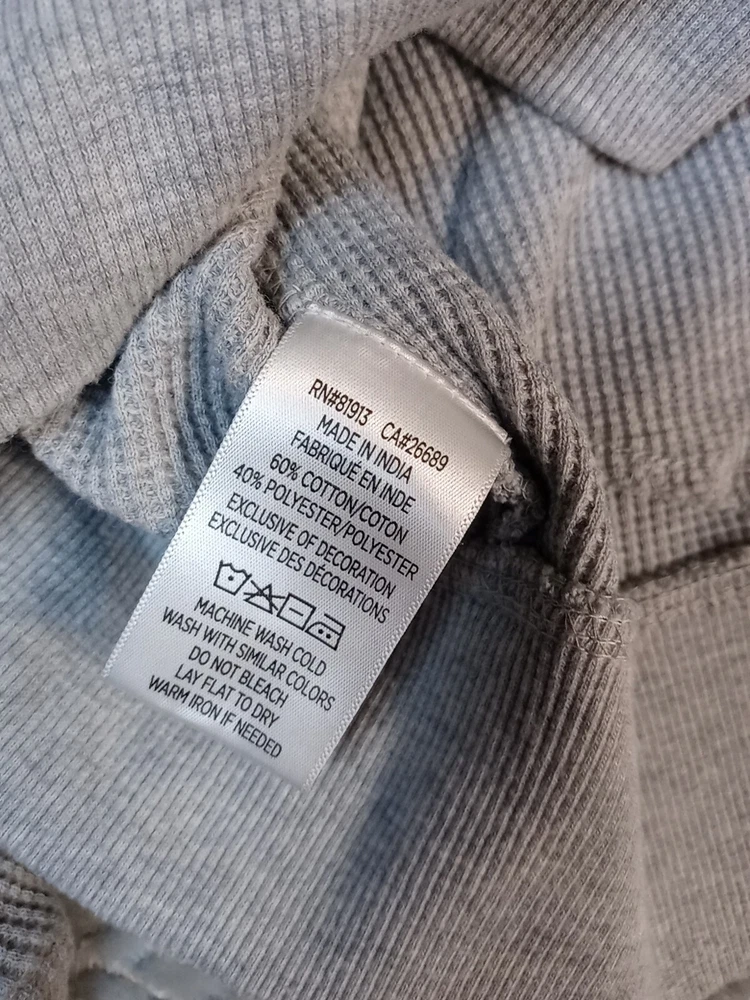 RN#81913 CA#26689
MADE IN INDIA
FABRIQUÉ EN INDE
60% COTTON/COTON
40% POLYESTER/POLYESTER
EXCLUSIVE OF DECORATION
EXCLUSIVE DES DÉCORATIONS
MACHINE WASH COLD
WASH WITH SIMILAR COLORS
DO NOT BLEACH
LAY FLAT TO DRY
WARM IRON IF NEEDED